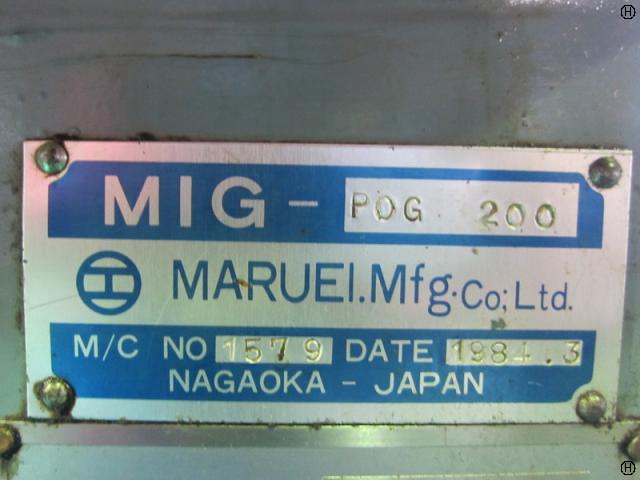 MIG- POG 200
MARUEI.Mfg.Co;Ltd.
M/C NO 1579 DATE 1984.3
NAGAOKA - JAPAN